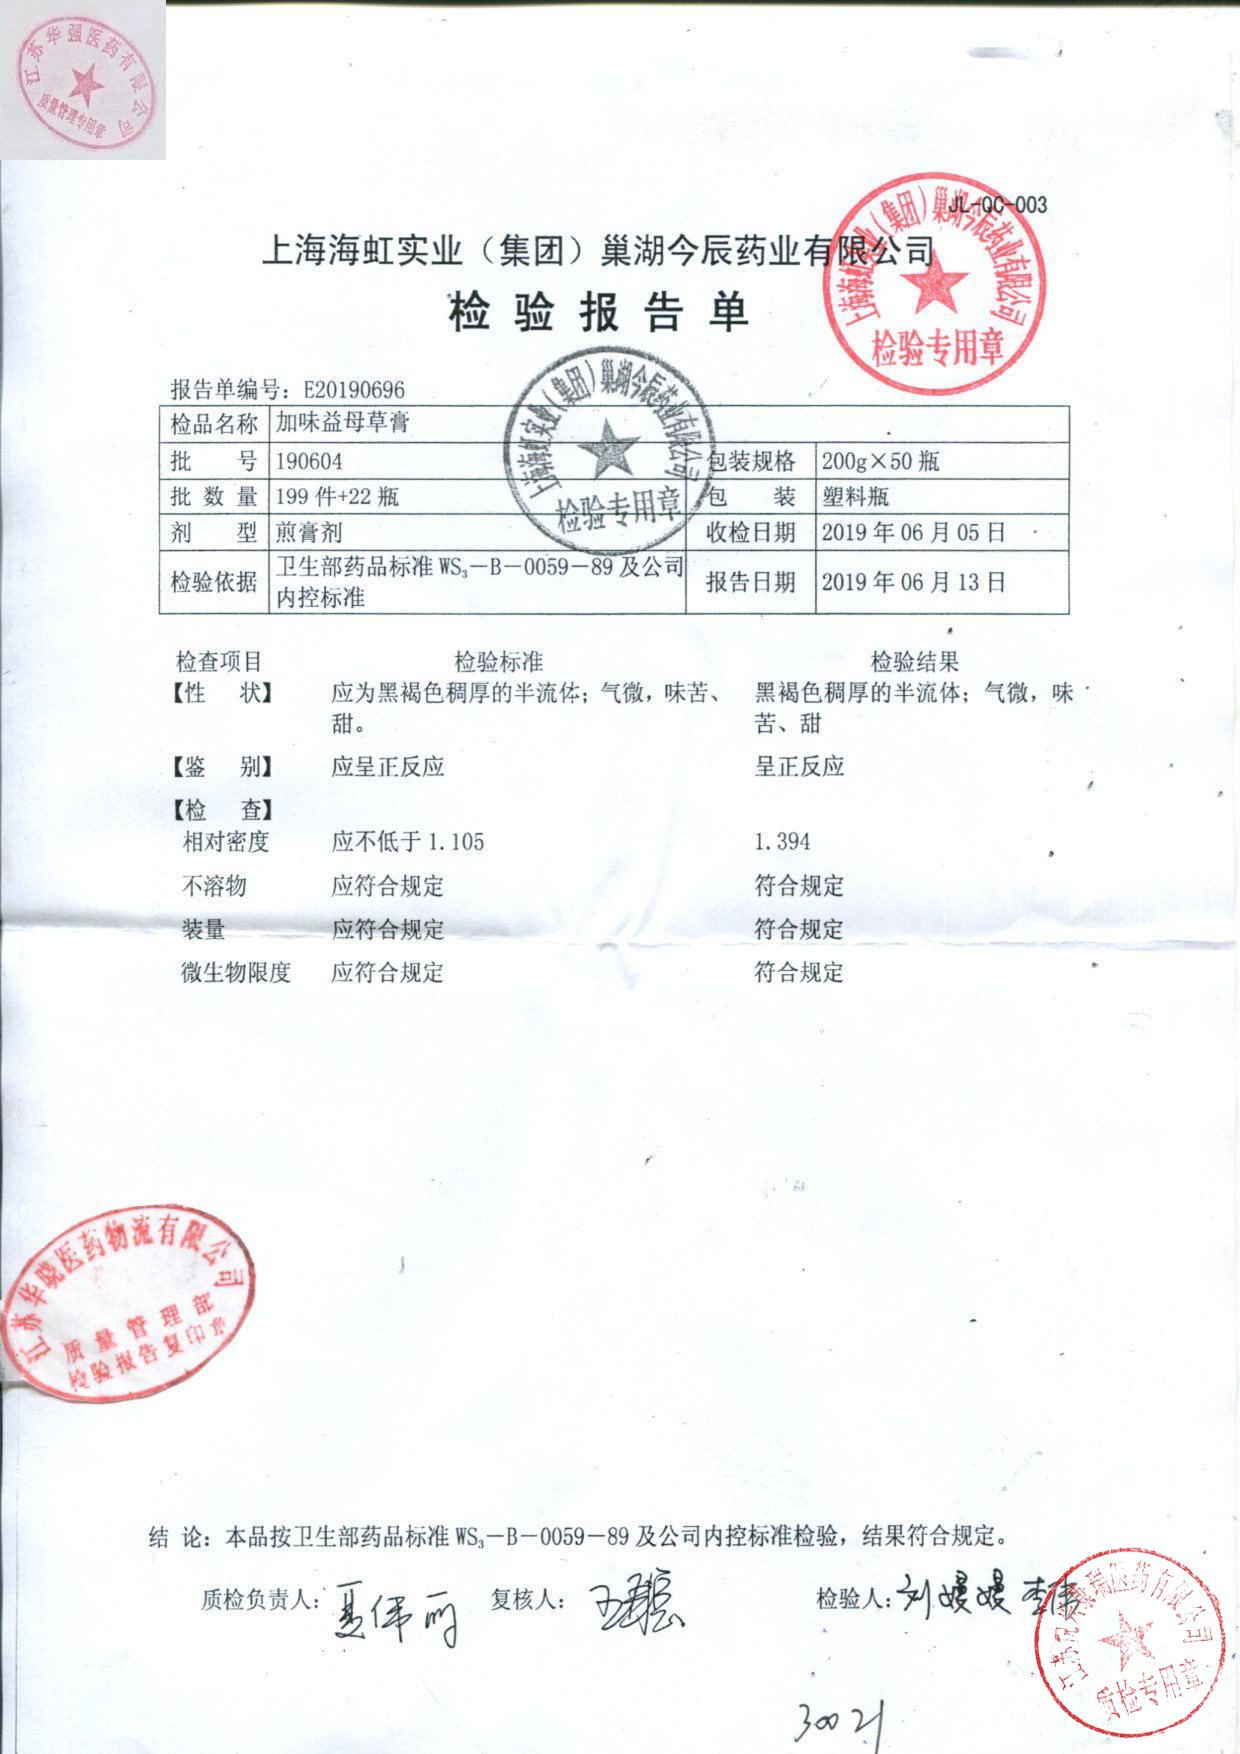 江苏华强医药有限公司
质量管理专用章
JL-QC-003
上海海虹实业（集团）巢湖今辰药业有限公司
检验报告单
上海海虹实业（集团）巢湖今辰药业有限公司
检验专用章
上海海虹实业（集团）巢湖今辰药业有限公司
检验专用章
报告单编号：E20190696
检品名称 加味益母草膏
批 号 190604 包装规格 200g×50瓶
批数量 199件+22瓶 包 装 塑料瓶
剂 型 煎膏剂 收检日期 2019年06月05日
检验依据 卫生部药品标准WS₃－B－0059－89及公司
内控标准 报告日期 2019年06月13日
检查项目 检验标准 检验结果
【性 状】 应为黑褐色稠厚的半流体；气微，味苦、 黑褐色稠厚的半流体；气微，味
甜。 苦、甜
【鉴 别】 应呈正反应 呈正反应
【检 查】
相对密度 应不低于1.105 1.394
不溶物 应符合规定 符合规定
装量 应符合规定 符合规定
微生物限度 应符合规定 符合规定
江苏华晓医药物流有限公司
质量管理部
检验报告复印章
结 论：本品按卫生部药品标准WS₃－B－0059－89及公司内控标准检验，结果符合规定。
质检负责人： 复核人： 检验人：刘嫚嫚 李伟
医药有限公司
质检专用章
30021